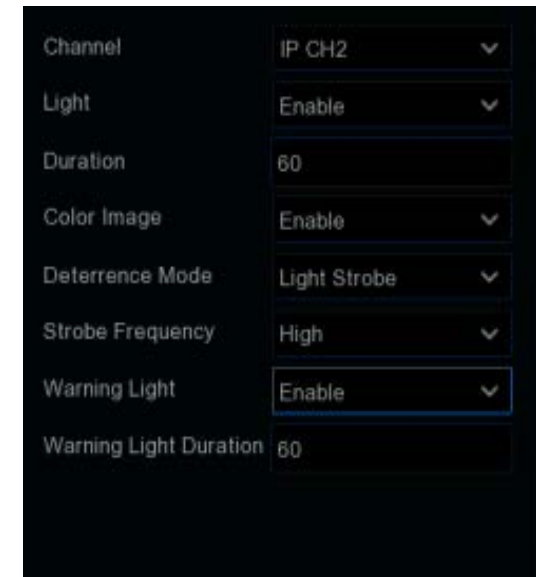 Channel IP CH2
Light Enable
Duration 60
Color Image Enable
Deterrence Mode Light Strobe
Strobe Frequency High
Warning Light Enable
Warning Light Duration 60